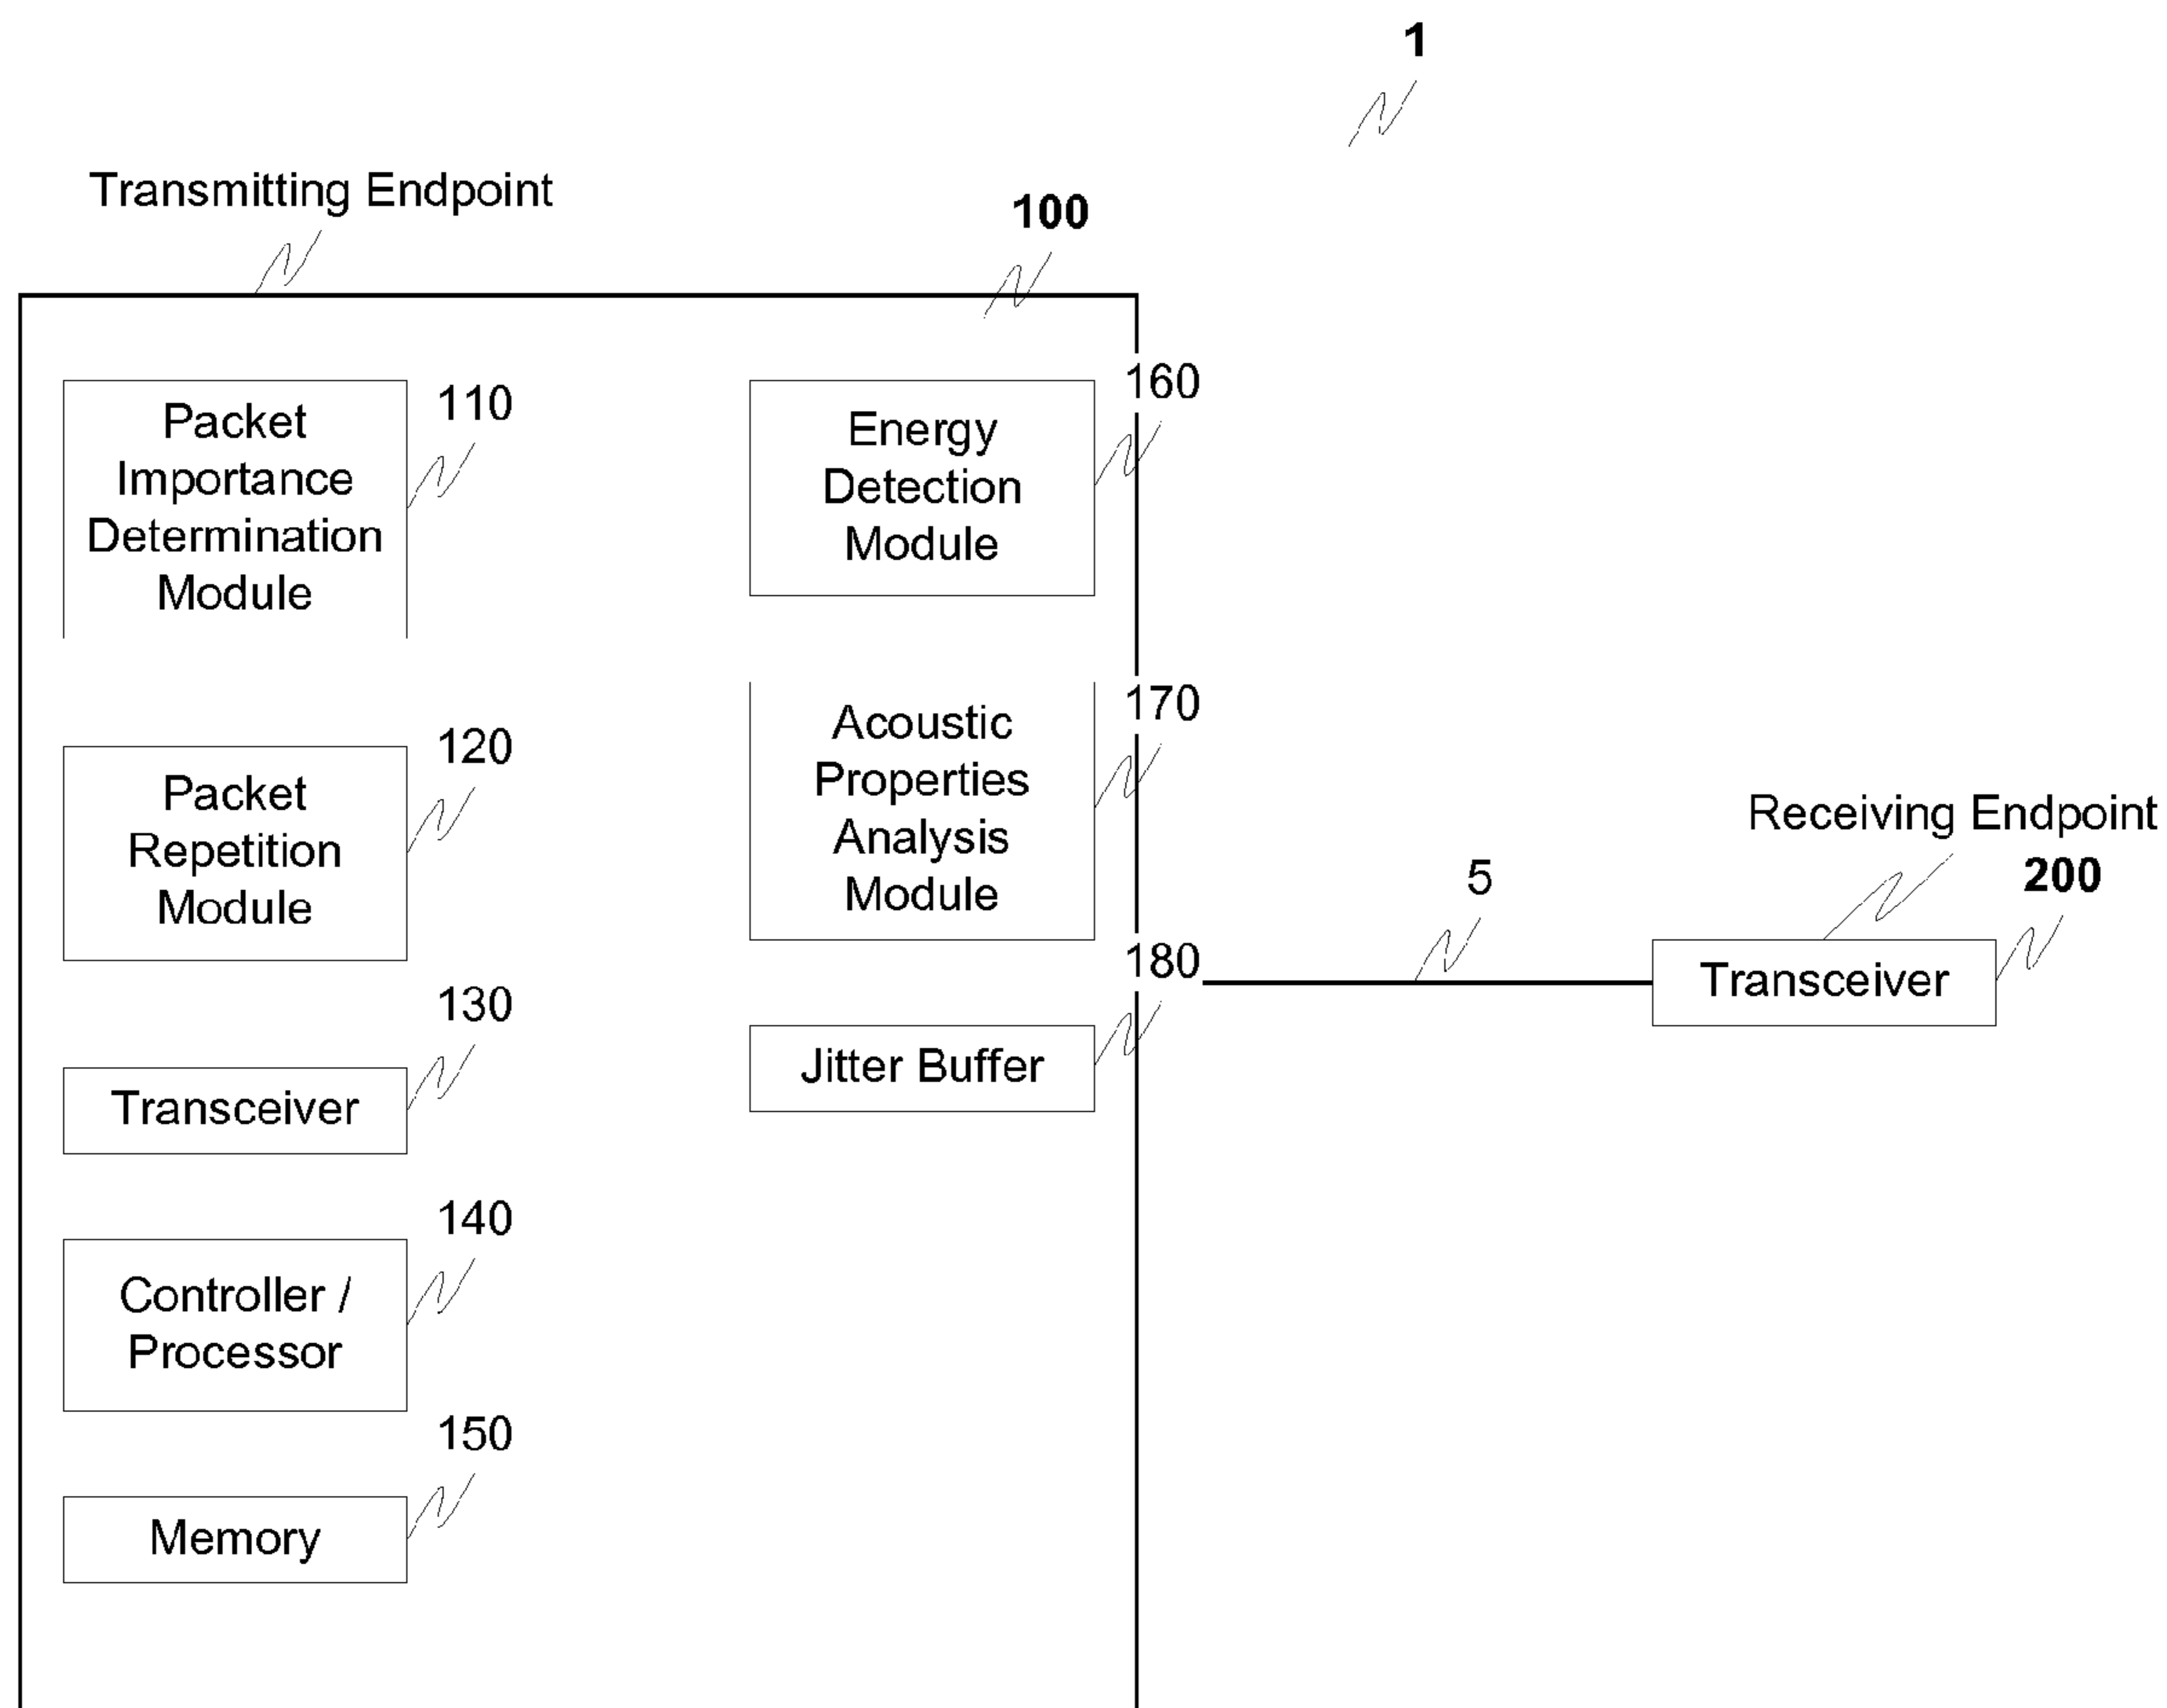 1
Transmitting Endpoint
100
Packet
Importance
Determination
Module
110
Energy
Detection
Module
160
Packet
Repetition
Module
120
Acoustic
Properties
Analysis
Module
170
Receiving Endpoint
200
5
Transceiver
180
Jitter Buffer
130
Transceiver
140
Controller /
Processor
150
Memory